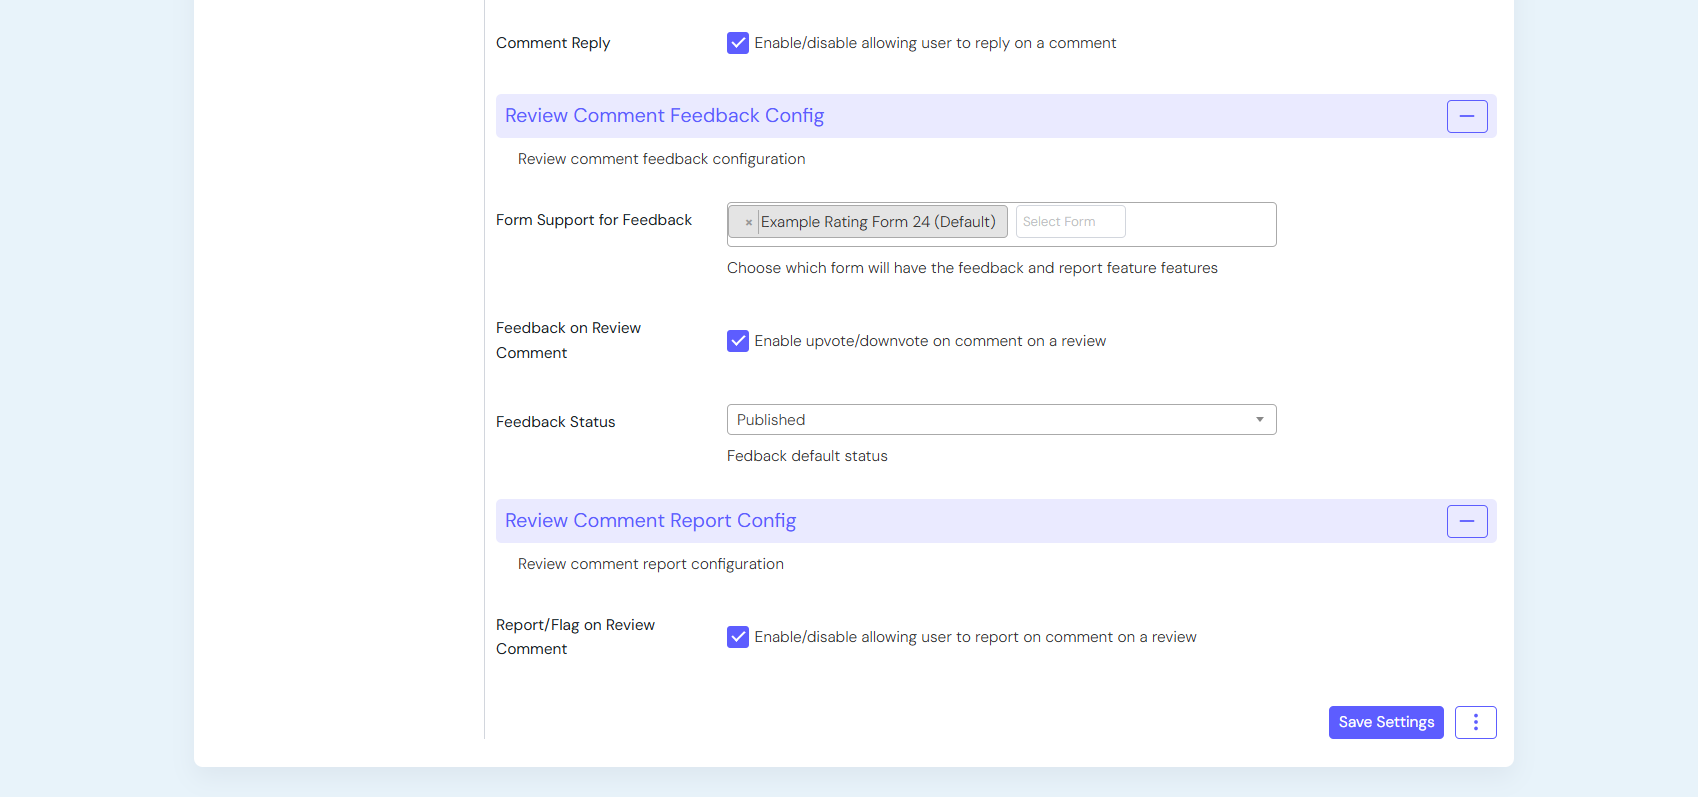 Comment Reply
Enable/disable allowing user to reply on a comment
Review Comment Feedback Config
Review comment feedback configuration
Form Support for Feedback
× Example Rating Form 24 (Default)
Select Form
Choose which form will have the feedback and report feature features
Feedback on Review
Comment
Enable upvote/downvote on comment on a review
Feedback Status
Published
Fedback default status
Review Comment Report Config
Review comment report configuration
Report/Flag on Review
Comment
Enable/disable allowing user to report on comment on a review
Save Settings